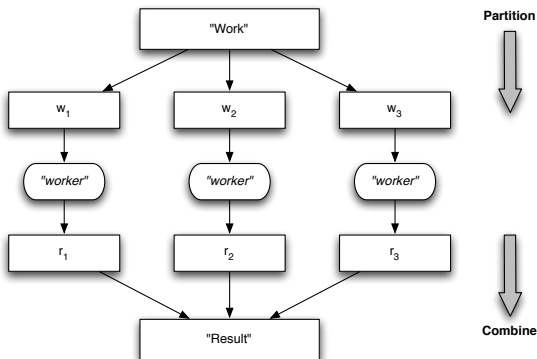 "Work"
Partition
w1
w2
w3
"worker"
"worker"
"worker"
r1
r2
r3
"Result"
Combine